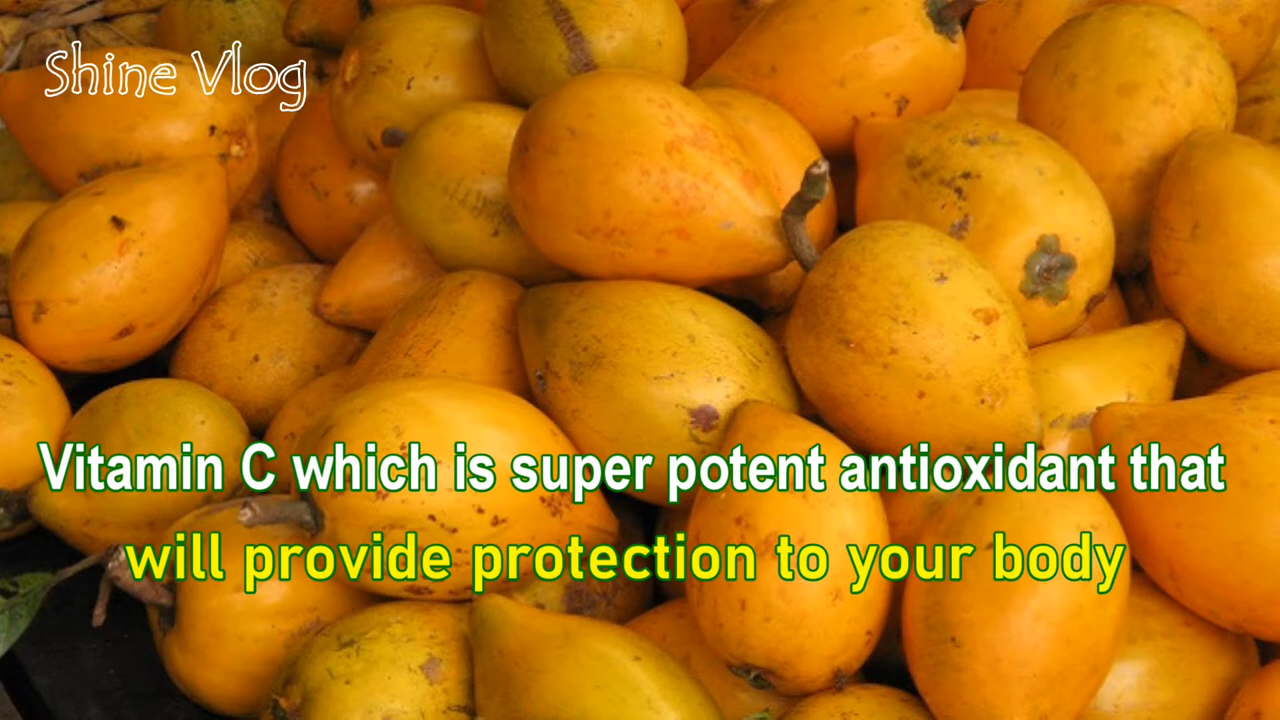 Shine Vlog
Vitamin C which is super potent antioxidant that
will provide protection to your body